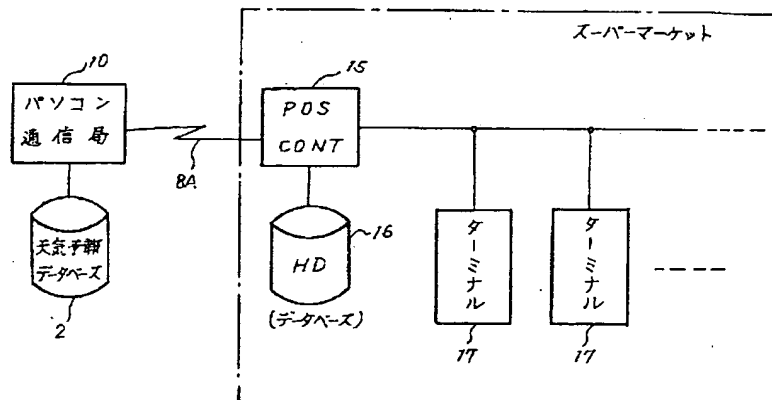 スーパーマーケット
10
パソコン
通信局
8A
天気予報
データベース
2
15
POS
CONT
16
HD
(データベース)
ターミナル
17
ターミナル
17